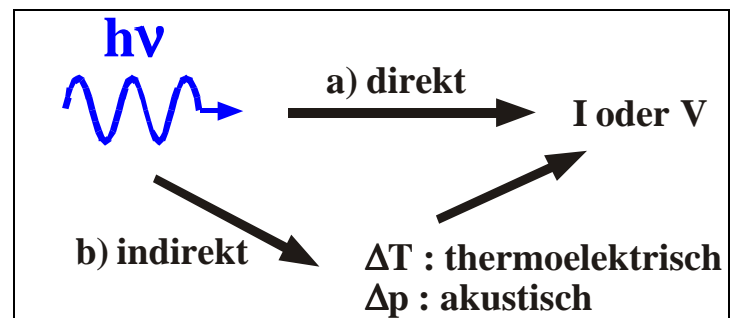 hν
a) direkt
I oder V
b) indirekt
ΔT : thermoelektrisch
Δp : akustisch